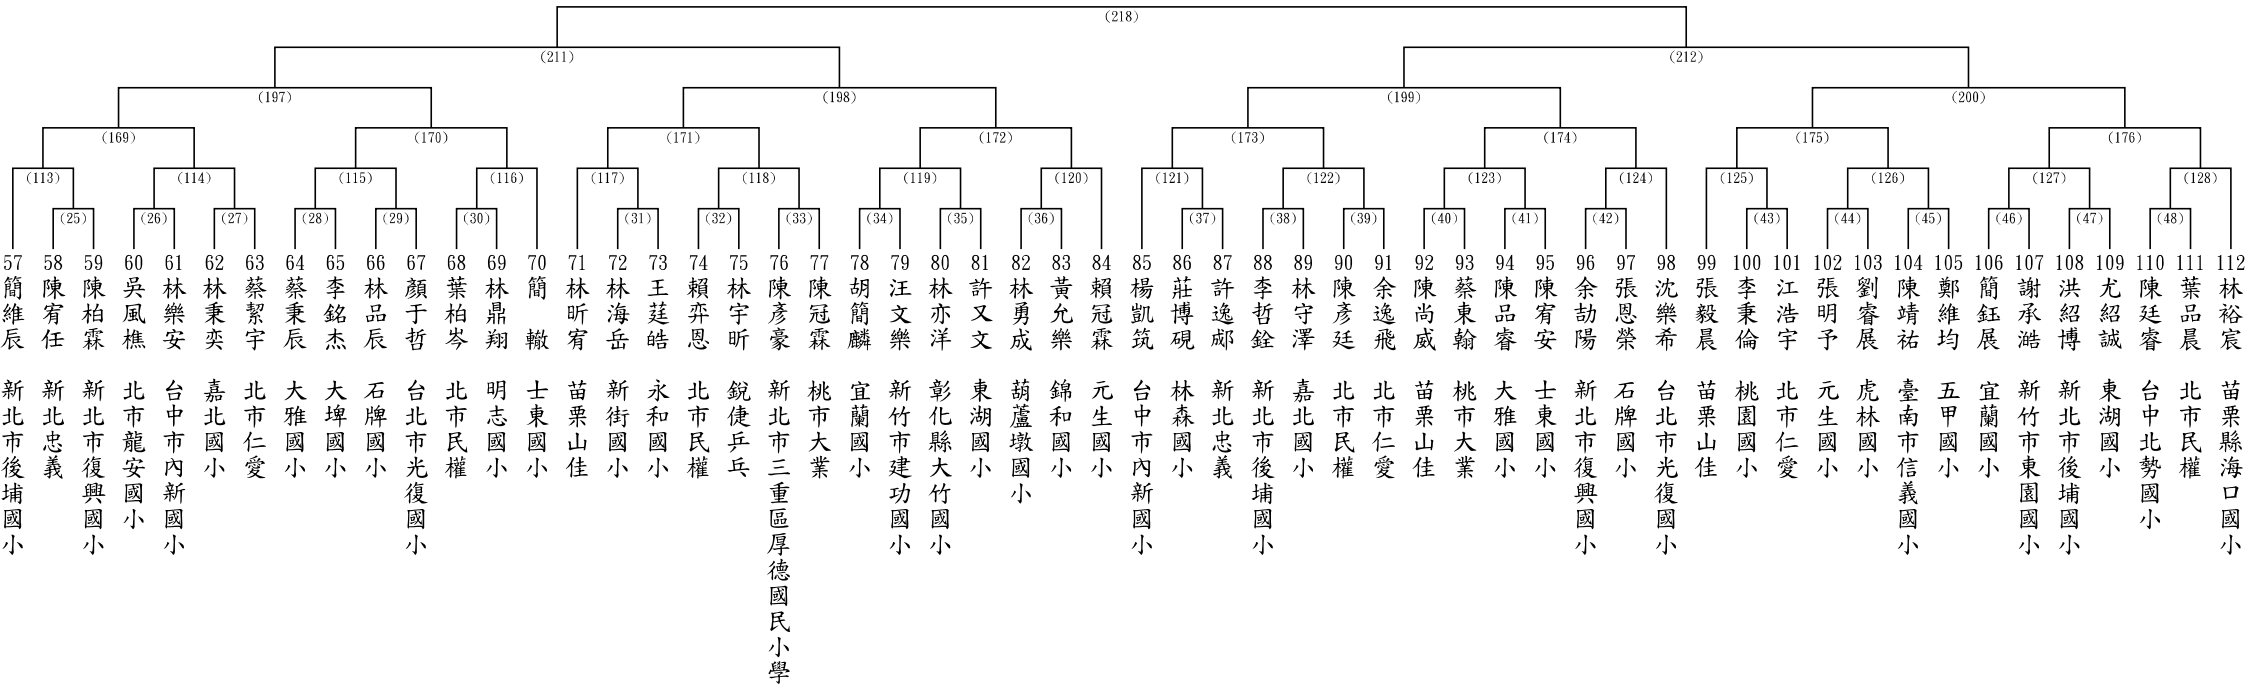 (218)
(211) (212)
(197) (198) (199) (200)
(169) (170) (171) (172) (173) (174) (175) (176)
(113) (114) (115) (116) (117) (118) (119) (120) (121) (122) (123) (124) (125) (126) (127) (128)
(25) (26) (27) (28) (29) (30) (31) (32) (33) (34) (35) (36) (37) (38) (39) (40) (41) (42) (43) (44) (45) (46) (47) (48)
57 簡維辰 新北市後埔國小
58 陳宥任 新北忠義
59 陳柏霖 新北市復興國小
60 吳風樵 北市龍安國小
61 林樂安 台中市內新國小
62 林秉奕 嘉北國小
63 蔡絜宇 北市仁愛
64 蔡秉辰 大雅國小
65 李銘杰 大埤國小
66 林品辰 石牌國小
67 顏于哲 台北市光復國小
68 葉柏岑 北市民權
69 林鼎翔 明志國小
70 簡 轍 士東國小
71 林昕宥 苗栗山佳
72 林海岳 新街國小
73 王莛皓 永和國小
74 賴弈恩 北市民權
75 林宇昕 銳倢乒乓
76 陳彥豪 新北市三重區厚德國民小學
77 陳冠霖 桃市大業
78 胡簡麟 宜蘭國小
79 汪文樂 新竹市建功國小
80 林亦洋 彰化縣大竹國小
81 許又文 東湖國小
82 林勇成 葫蘆墩國小
83 黃允樂 錦和國小
84 賴冠霖 元生國小
85 楊凱筑 台中市內新國小
86 莊博硯 林森國小
87 許逸邴 新北忠義
88 李哲銓 新北市後埔國小
89 林守澤 嘉北國小
90 陳彥廷 北市民權
91 余逸飛 北市仁愛
92 陳尚威 苗栗山佳
93 蔡東翰 桃市大業
94 陳品睿 大雅國小
95 陳宥安 士東國小
96 余劼陽 新北市復興國小
97 張恩榮 石牌國小
98 沈樂希 台北市光復國小
99 張毅晨 苗栗山佳
100 李秉倫 桃園國小
101 江浩宇 北市仁愛
102 張明予 元生國小
103 劉睿展 虎林國小
104 陳靖祐 臺南市信義國小
105 鄭維均 五甲國小
106 簡鈺展 宜蘭國小
107 謝承澔 新竹市東園國小
108 洪紹博 新北市後埔國小
109 尤紹誠 東湖國小
110 陳廷睿 台中北勢國小
111 葉品晨 北市民權
112 林裕宸 苗栗縣海口國小